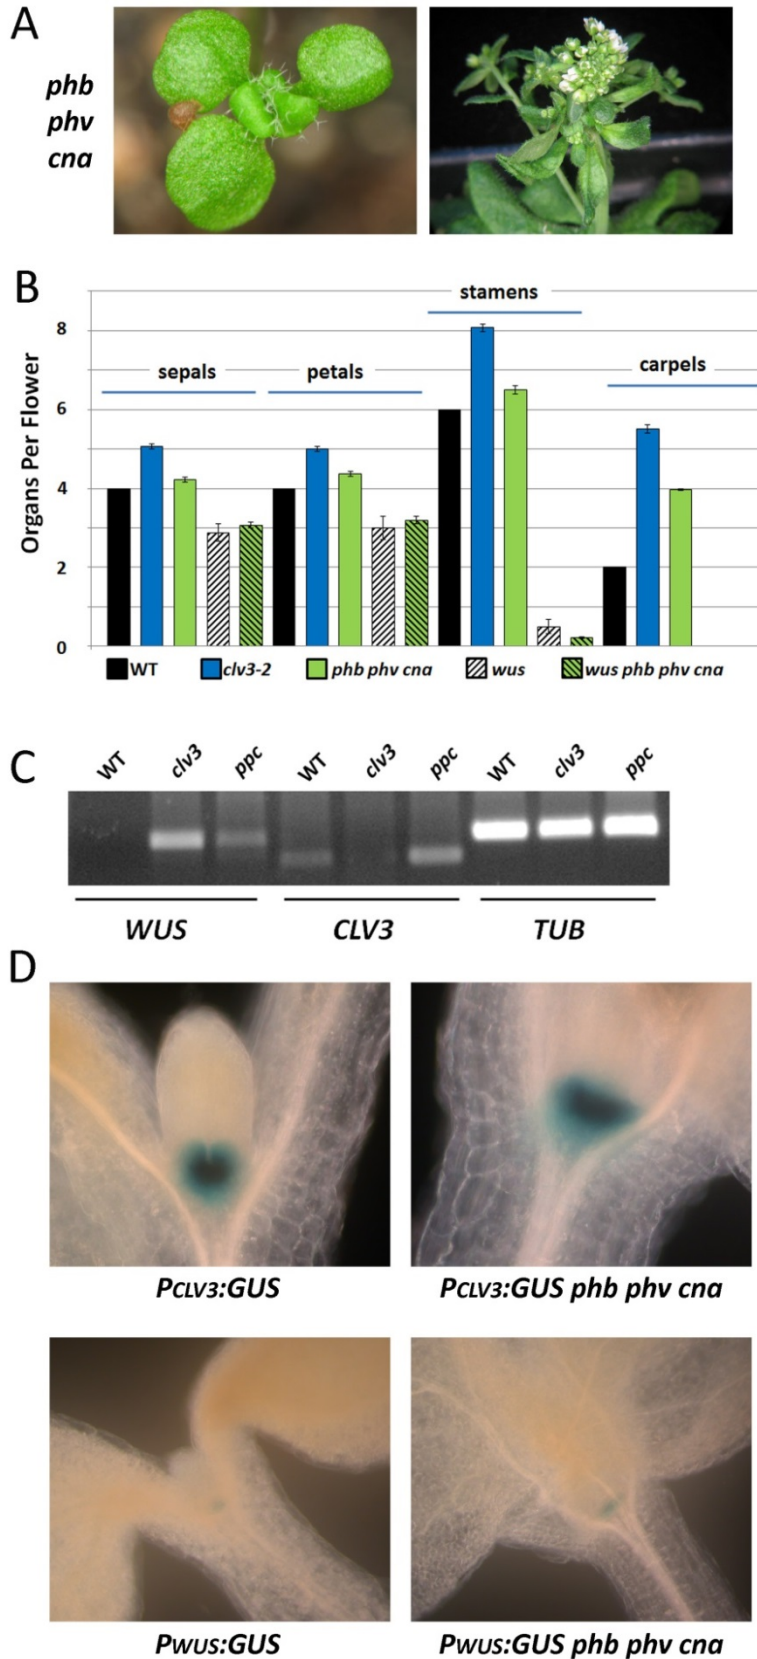 A
phb
phv
cna
B
Organs Per Flower
8
6
4
2
0
sepals
petals
stamens
carpels
WT
clv3-2
phb phv cna
wus
wus phb phv cna
C
WT clv3 ppc WT clv3 ppc WT clv3 ppc
WUS CLV3 TUB
D
PCLV3:GUS
PCLV3:GUS phb phv cna
PWUS:GUS
PWUS:GUS phb phv cna